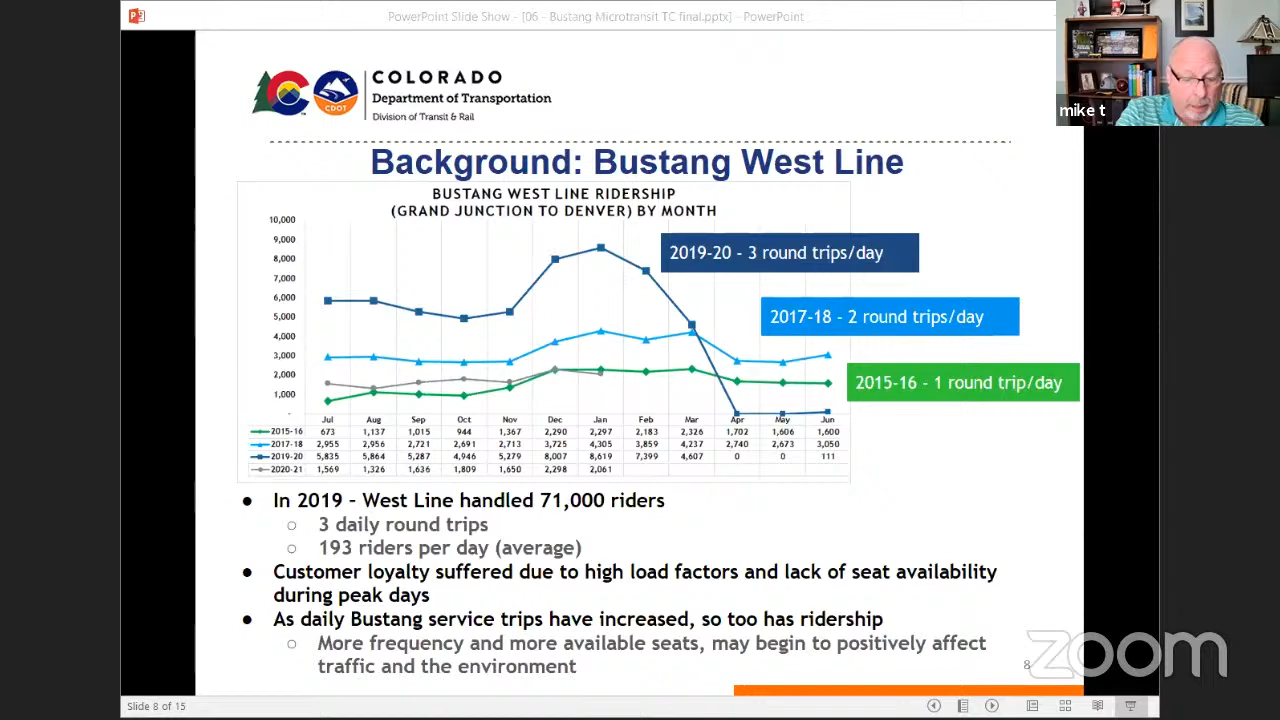 PowerPoint Slide Show - [06 - Bustang Microtransit TC final.pptx] - PowerPoint
mike t
COLORADO
Department of Transportation
Division of Transit & Rail
CDOT
TM
Background: Bustang West Line
BUSTANG WEST LINE RIDERSHIP
(GRAND JUNCTION TO DENVER) BY MONTH
10,000
9,000
8,000
7,000
6,000
5,000
4,000
3,000
2,000
1,000
-
2019-20 - 3 round trips/day
2017-18 - 2 round trips/day
2015-16 - 1 round trip/day
Jul Aug Sep Oct Nov Dec Jan Feb Mar Apr May Jun
2015-16 673 1,137 1,015 944 1,367 2,290 2,297 2,183 2,326 1,702 1,606 1,600
2017-18 2,955 2,956 2,721 2,691 2,713 3,725 4,305 3,859 4,237 2,740 2,673 3,050
2019-20 5,835 5,864 5,287 4,946 5,279 8,007 8,619 7,399 4,607 0 0 111
2020-21 1,569 1,326 1,636 1,809 1,650 2,298 2,061
● In 2019 – West Line handled 71,000 riders
○ 3 daily round trips
○ 193 riders per day (average)
● Customer loyalty suffered due to high load factors and lack of seat availability
during peak days
● As daily Bustang service trips have increased, so too has ridership
○ More frequency and more available seats, may begin to positively affect
traffic and the environment
8
zoom
Slide 8 of 15